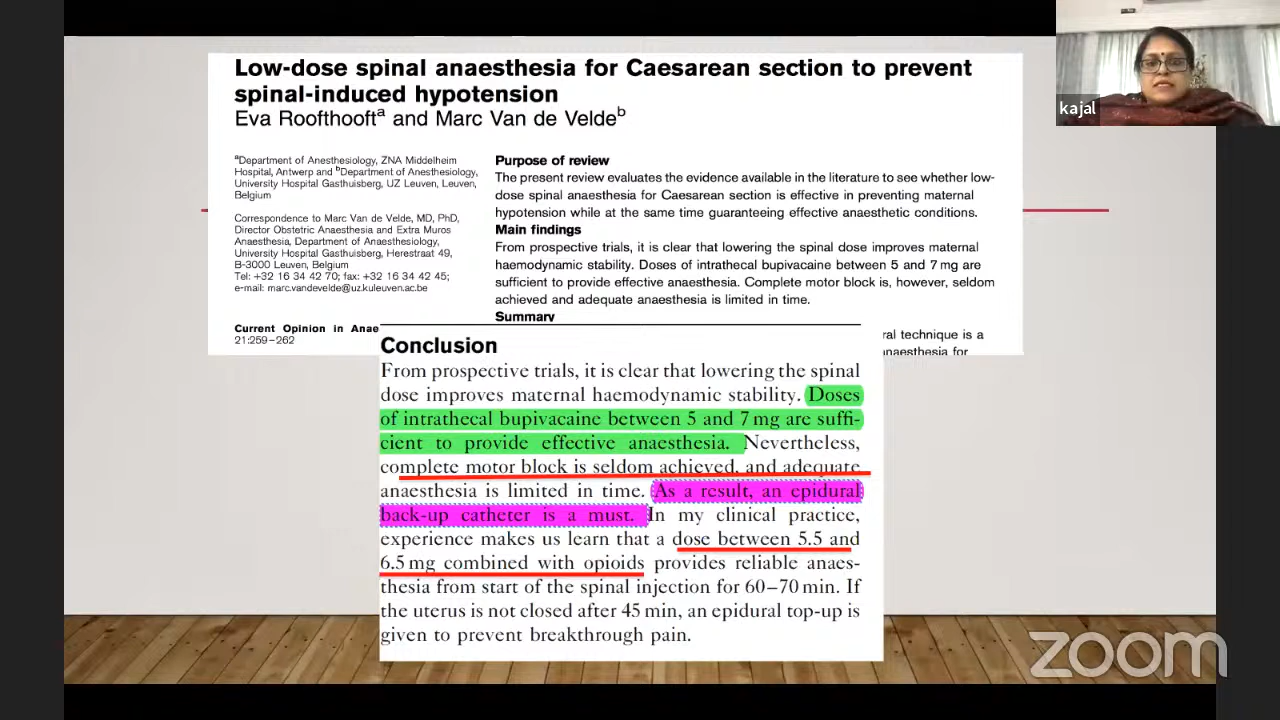 Low-dose spinal anaesthesia for Caesarean section to prevent
spinal-induced hypotension
Eva Roofthooftᵃ and Marc Van de Veldeᵇ
ᵃDepartment of Anesthesiology, ZNA Middelheim
Hospital, Antwerp and ᵇDepartment of Anesthesiology,
University Hospital Gasthuisberg, UZ Leuven, Leuven,
Belgium
Correspondence to Marc Van de Velde, MD, PhD,
Director Obstetric Anaesthesia and Extra Muros
Anaesthesia, Department of Anaesthesiology,
University Hospital Gasthuisberg, Herestraat 49,
B-3000 Leuven, Belgium
Tel: +32 16 34 42 70; fax: +32 16 34 42 45;
e-mail: marc.vandevelde@uz.kuleuven.ac.be
Current Opinion in Anae
21:259–262
Purpose of review
The present review evaluates the evidence available in the literature to see whether low-
dose spinal anaesthesia for Caesarean section is effective in preventing maternal
hypotension while at the same time guaranteeing effective anaesthetic conditions.
Main findings
From prospective trials, it is clear that lowering the spinal dose improves maternal
haemodynamic stability. Doses of intrathecal bupivacaine between 5 and 7 mg are
sufficient to provide effective anaesthesia. Complete motor block is, however, seldom
achieved and adequate anaesthesia is limited in time.
Summary
ral technique is a
naesthesia for
Conclusion
From prospective trials, it is clear that lowering the spinal
dose improves maternal haemodynamic stability. Doses
of intrathecal bupivacaine between 5 and 7 mg are suffi-
cient to provide effective anaesthesia. Nevertheless,
complete motor block is seldom achieved, and adequate
anaesthesia is limited in time. As a result, an epidural
back-up catheter is a must. In my clinical practice,
experience makes us learn that a dose between 5.5 and
6.5 mg combined with opioids provides reliable anaes-
thesia from start of the spinal injection for 60–70 min. If
the uterus is not closed after 45 min, an epidural top-up is
given to prevent breakthrough pain.
kajal
zoom